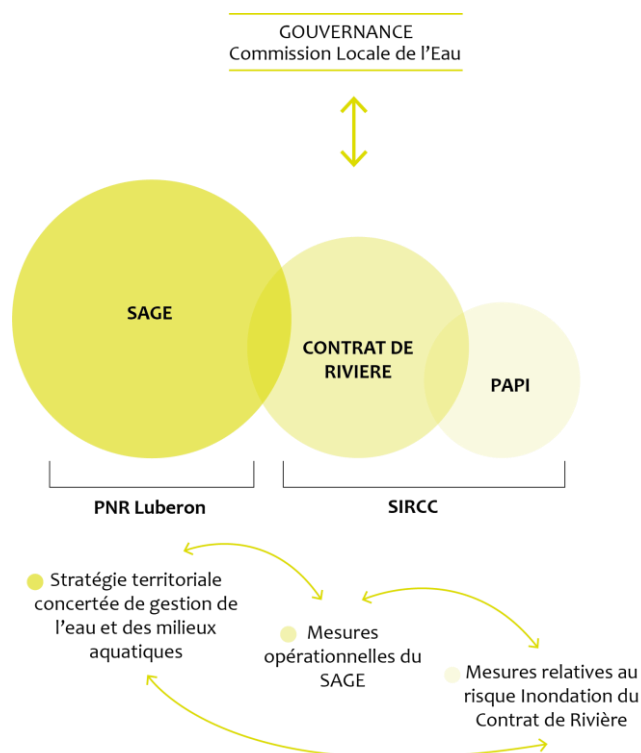 GOUVERNANCE
Commission Locale de l'Eau
SAGE
CONTRAT DE
RIVIERE
PAPI
PNR Luberon
SIRCC
Stratégie territoriale
concertée de gestion de
l'eau et des milieux
aquatiques
Mesures
opérationnelles du
SAGE
Mesures relatives au
risque Inondation du
Contrat de Rivière